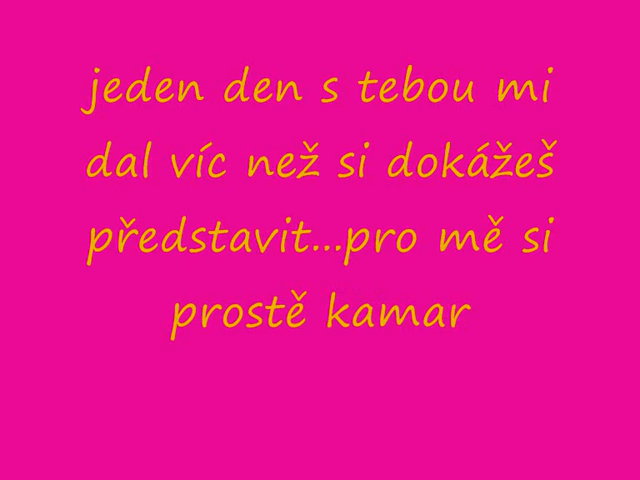 jeden den s tebou mi
dal víc než si dokážeš
představit...pro mě si
prostě kamar